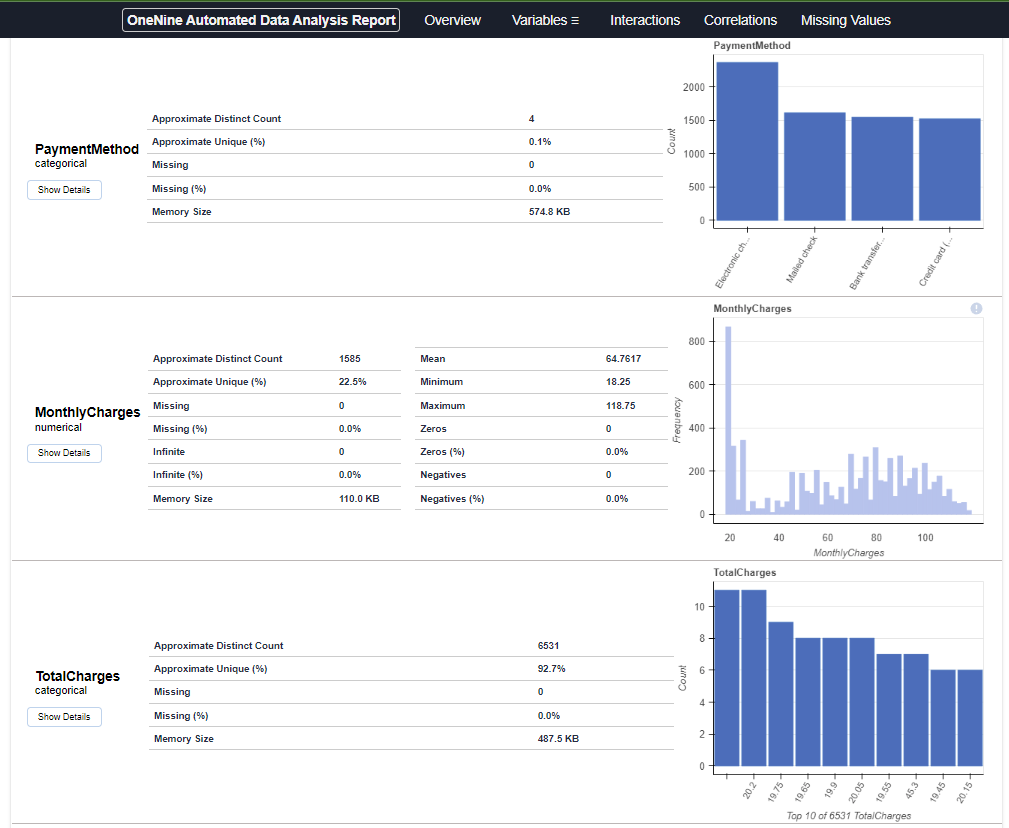 OneNine Automated Data Analysis Report Overview Variables ☰ Interactions Correlations Missing Values
PaymentMethod
categorical
Show Details
Approximate Distinct Count 4
Approximate Unique (%) 0.1%
Missing 0
Missing (%) 0.0%
Memory Size 574.8 KB
PaymentMethod
Count
2000
1500
1000
500
0
Electronic ch...
Mailed check
Bank transfer...
Credit card (...
MonthlyCharges
numerical
Show Details
Approximate Distinct Count 1585
Approximate Unique (%) 22.5%
Missing 0
Missing (%) 0.0%
Infinite 0
Infinite (%) 0.0%
Memory Size 110.0 KB
Mean 64.7617
Minimum 18.25
Maximum 118.75
Zeros 0
Zeros (%) 0.0%
Negatives 0
Negatives (%) 0.0%
MonthlyCharges
!
Frequency
800
600
400
200
0
20 40 60 80 100
MonthlyCharges
TotalCharges
categorical
Show Details
Approximate Distinct Count 6531
Approximate Unique (%) 92.7%
Missing 0
Missing (%) 0.0%
Memory Size 487.5 KB
TotalCharges
Count
10
8
6
4
2
0
20.2 19.75 19.65 19.9 20.05 19.55 45.3 19.45 20.15
Top 10 of 6531 TotalCharges